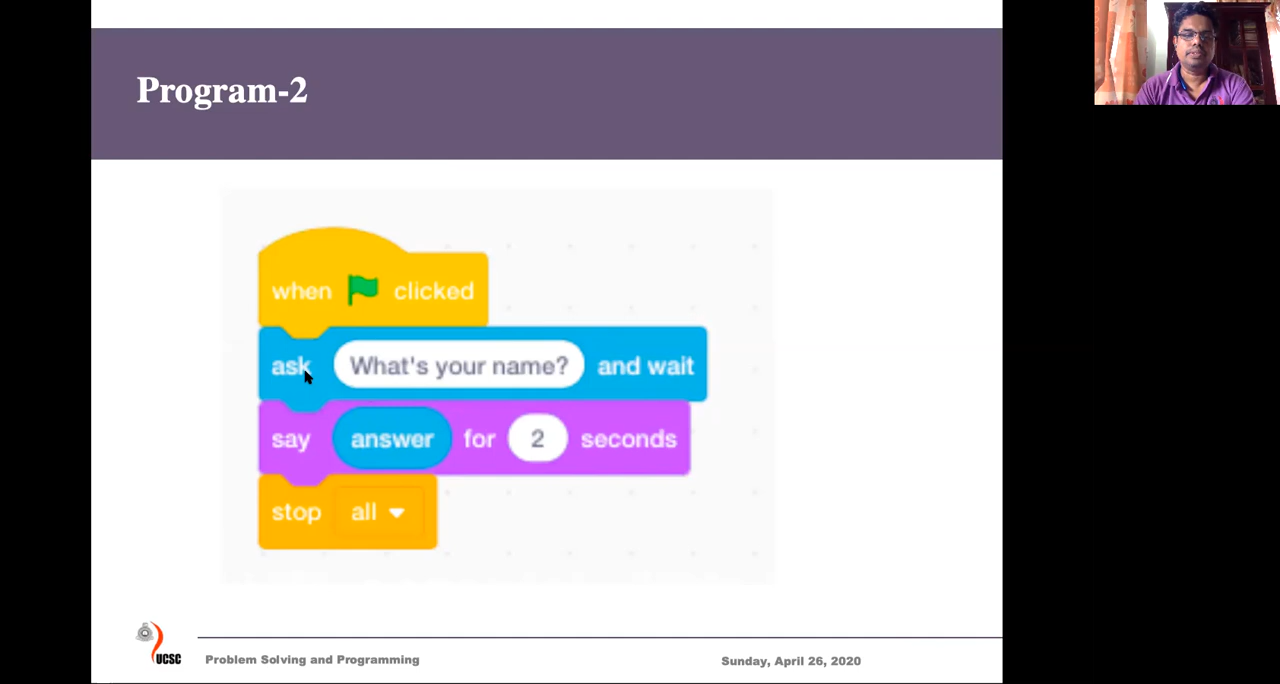 Program-2
when clicked
ask What's your name? and wait
say answer for 2 seconds
stop all
UCSC
Problem Solving and Programming
Sunday, April 26, 2020